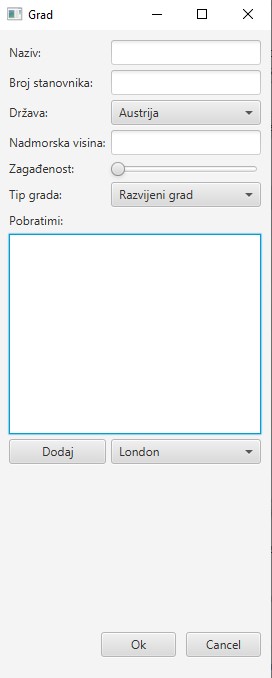 Grad
Naziv:
Broj stanovnika:
Država: Austrija
Nadmorska visina:
Zagađenost:
Tip grada: Razvijeni grad
Pobratimi:
Dodaj London
Ok Cancel